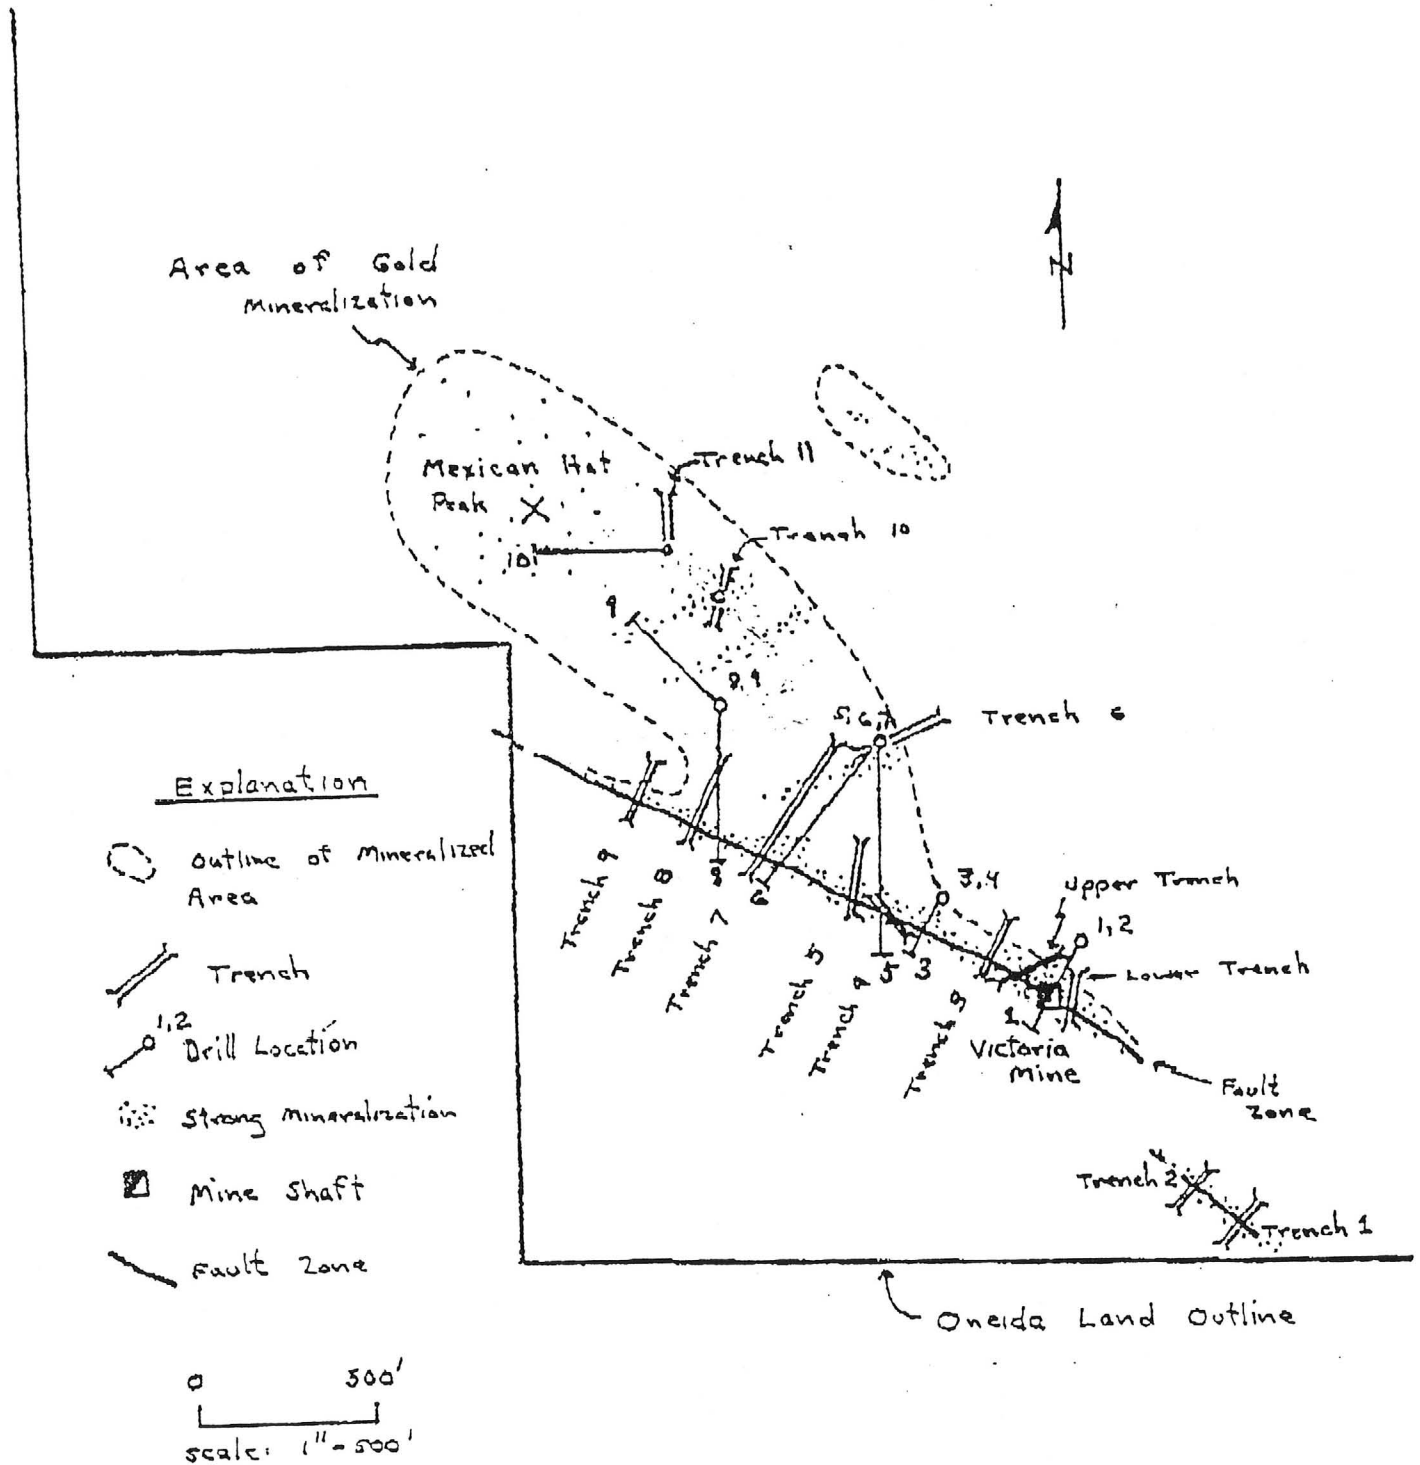 N
Area of Gold
Mineralization
Mexican Hat
Peak
Trench 11
Trench 10
10
9
8,9
5,6,7
Trench 6
Explanation
Outline of Mineralized
Area
Trench
1,2
Drill Location
Strong Mineralization
Mine Shaft
Fault Zone
0 500'
scale: 1"-500'
Trench 9
Trench 8
8
Trench 7
6
Trench 5
Trench 4
5
3
3,4
Trench 3
Upper Trench
1,2
Lower Trench
1
Victoria
Mine
Fault
Zone
Trench 2
Trench 1
Oneida Land Outline